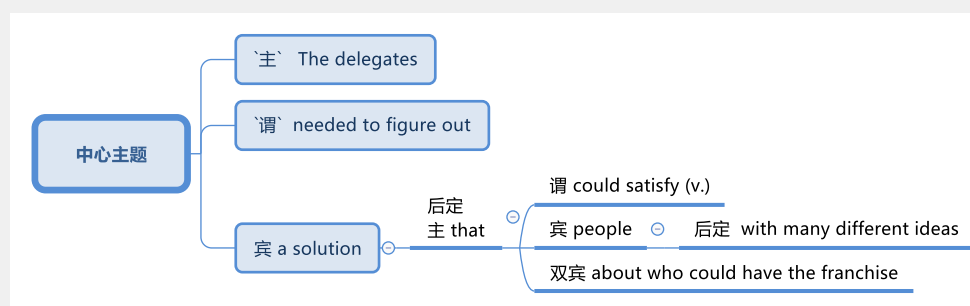 `主`  The delegates
`谓`  needed to figure out
中心主题
宾 a solution
后定
主 that
谓 could satisfy (v.)
宾 people
后定  with many different ideas
双宾 about who could have the franchise